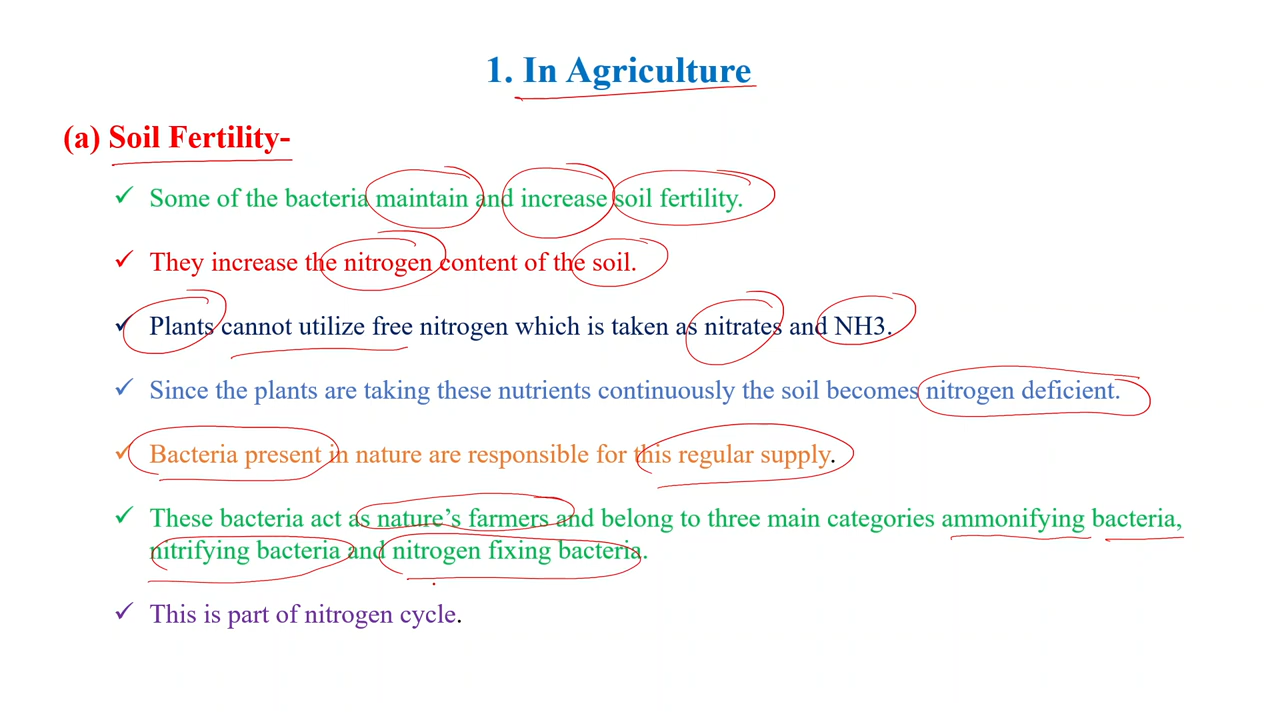 1. In Agriculture
(a) Soil Fertility-
✓ Some of the bacteria maintain and increase soil fertility.
✓ They increase the nitrogen content of the soil.
✓ Plants cannot utilize free nitrogen which is taken as nitrates and NH3.
✓ Since the plants are taking these nutrients continuously the soil becomes nitrogen deficient.
✓ Bacteria present in nature are responsible for this regular supply.
✓ These bacteria act as nature’s farmers and belong to three main categories ammonifying bacteria,
nitrifying bacteria and nitrogen fixing bacteria.
✓ This is part of nitrogen cycle.